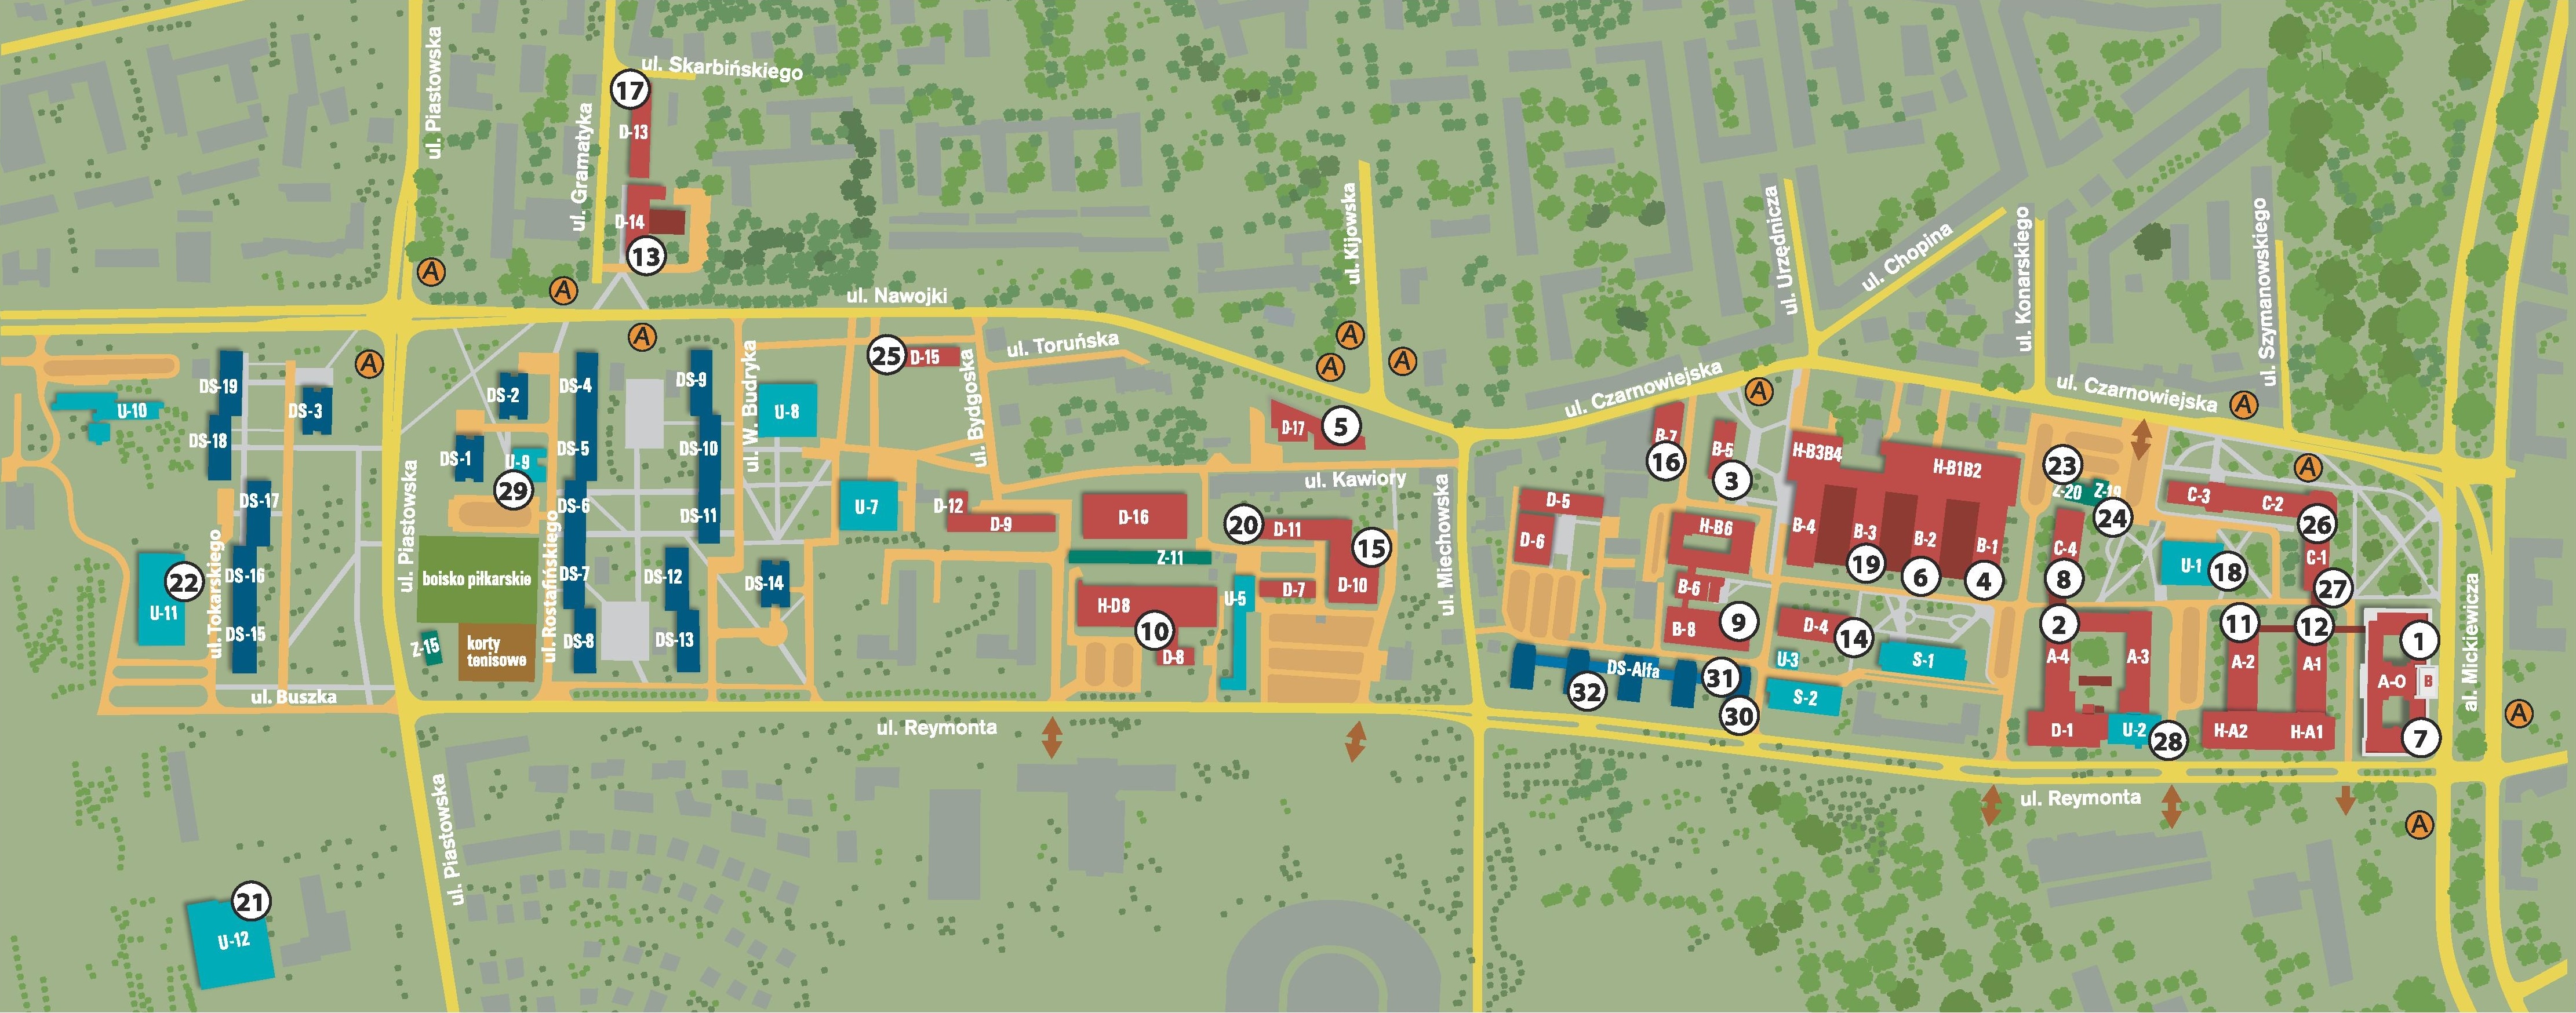 ul. Piastowska
ul. Skarbińskiego
17
D-13
ul. Gramatyka
D-14
13
A
A
A
A
ul. Nawojki
ul. Kijowska
A
A
A
ul. Urzędnicza
ul. Chopina
ul. Konarskiego
ul. Szymanowskiego
ul. Czarnowiejska
A
ul. Czarnowiejska
A
A
DS-19
U-10
DS-18
DS-3
DS-17
DS-16
DS-15
22
U-11
ul. Tokarskiego
ul. Piastowska
ul. Buszka
DS-2
DS-1
U-9
29
DS-4
DS-5
DS-6
DS-7
DS-8
boisko piłkarskie
korty
tenisowe
Z-15
ul. Rostafińskiego
DS-9
DS-10
DS-11
DS-12
DS-13
DS-14
ul. W. Budryka
U-8
25
D-15
ul. Bydgoska
ul. Toruńska
U-7
D-12
D-9
D-16
Z-11
H-D8
10
D-8
U-5
D-7
20
D-11
15
D-10
D-17
5
ul. Kawiory
ul. Miechowska
ul. Reymonta
D-5
D-6
B-7
16
B-5
3
H-B6
B-6
B-8
9
DS-Alfa
32
31
30
H-B3B4
H-B1B2
B-4
B-3
B-2
B-1
19
6
4
D-4
14
U-3
S-1
S-2
23
Z-20
Z-19
24
C-4
8
C-3
C-2
26
C-1
27
U-1
18
2
A-4
A-3
D-1
U-2
28
11
12
A-2
A-1
H-A2
H-A1
1
A-0
B
7
al. Mickiewicza
A
A
ul. Reymonta
ul. Piastowska
21
U-12